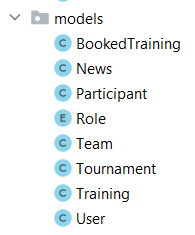 models
C BookedTraining
C News
C Participant
E Role
C Team
C Tournament
C Training
C User